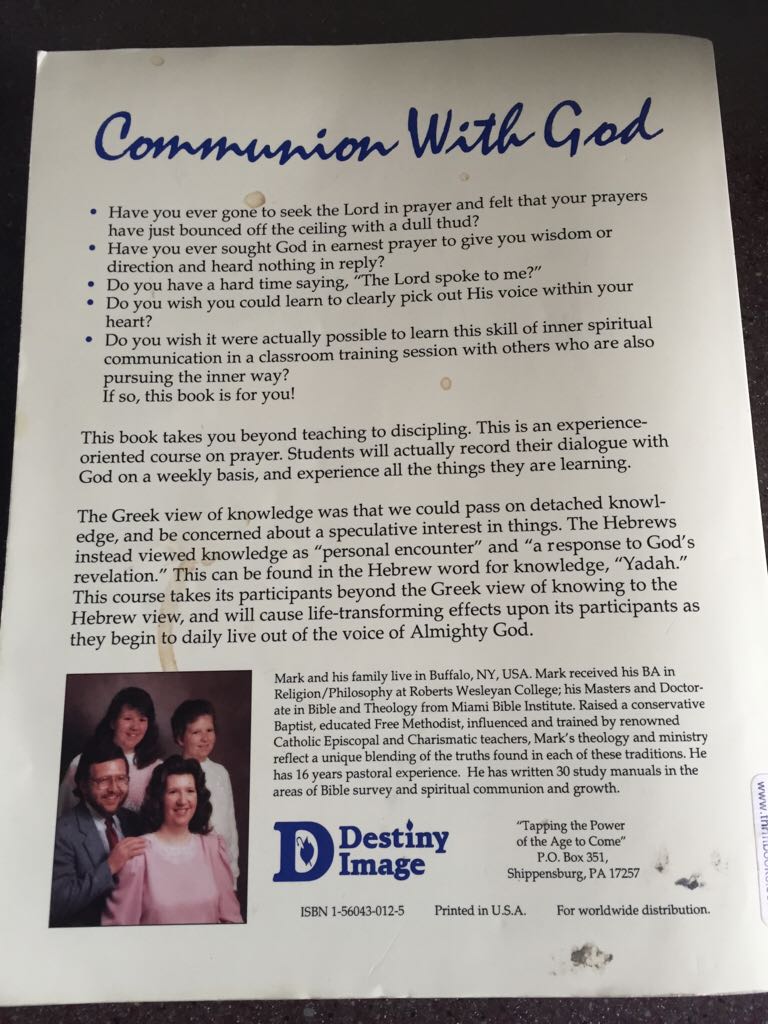 Communion With God
• Have you ever gone to seek the Lord in prayer and felt that your prayers
have just bounced off the ceiling with a dull thud?
• Have you ever sought God in earnest prayer to give you wisdom or
direction and heard nothing in reply?
• Do you have a hard time saying, “The Lord spoke to me?”
• Do you wish you could learn to clearly pick out His voice within your
heart?
• Do you wish it were actually possible to learn this skill of inner spiritual
communication in a classroom training session with others who are also
pursuing the inner way?
If so, this book is for you!
This book takes you beyond teaching to discipling. This is an experience-
oriented course on prayer. Students will actually record their dialogue with
God on a weekly basis, and experience all the things they are learning.
The Greek view of knowledge was that we could pass on detached knowl-
edge, and be concerned about a speculative interest in things. The Hebrews
instead viewed knowledge as “personal encounter” and “a response to God’s
revelation.” This can be found in the Hebrew word for knowledge, “Yadah.”
This course takes its participants beyond the Greek view of knowing to the
Hebrew view, and will cause life-transforming effects upon its participants as
they begin to daily live out of the voice of Almighty God.
Mark and his family live in Buffalo, NY, USA. Mark received his BA in
Religion/Philosophy at Roberts Wesleyan College; his Masters and Doctor-
ate in Bible and Theology from Miami Bible Institute. Raised a conservative
Baptist, educated Free Methodist, influenced and trained by renowned
Catholic Episcopal and Charismatic teachers, Mark’s theology and ministry
reflect a unique blending of the truths found in each of these traditions. He
has 16 years pastoral experience. He has written 30 study manuals in the
areas of Bible survey and spiritual communion and growth.
Destiny
Image
“Tapping the Power
of the Age to Come”
P.O. Box 351,
Shippensburg, PA 17257
ISBN 1-56043-012-5 Printed in U.S.A. For worldwide distribution.